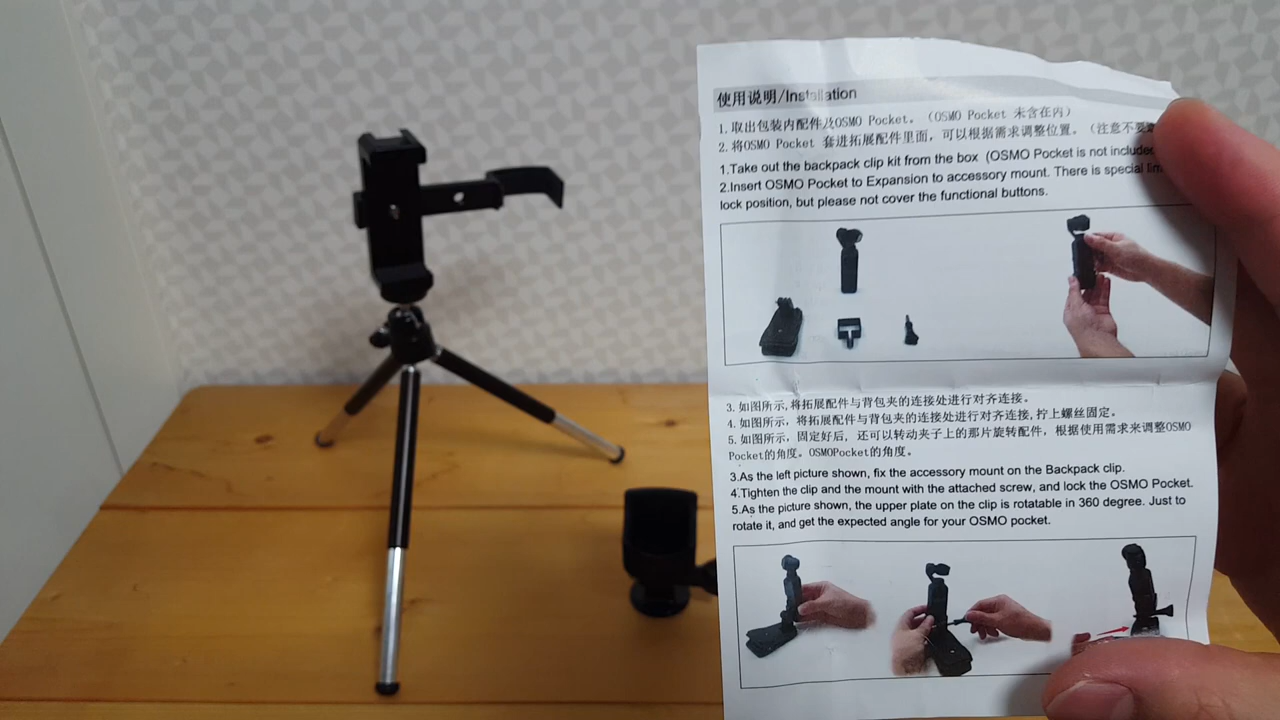 使用说明/Installation
1.取出包装内配件及OSMO Pocket。（OSMO Pocket 未含在内）
2.将OSMO Pocket 套进拓展配件里面，可以根据需求调整位置。（注意不要
1.Take out the backpack clip kit from the box (OSMO Pocket is not include
2.Insert OSMO Pocket to Expansion to accessory mount. There is special
lock position, but please not cover the functional buttons.
3.如图所示,将拓展配件与背包夹的连接处进行对齐连接。
4.如图所示，将拓展配件与背包夹的连接处进行对齐连接,拧上螺丝固定。
5.如图所示，固定好后，还可以转动夹子上的那片旋转配件，根据使用需求来调整OSMO
Pocket的角度。OSMOPocket的角度。
3.As the left picture shown, fix the accessory mount on the Backpack clip.
4.Tighten the clip and the mount with the attached screw, and lock the OSMO Pocket.
5.As the picture shown, the upper plate on the clip is rotatable in 360 degree. Just to
rotate it, and get the expected angle for your OSMO pocket.